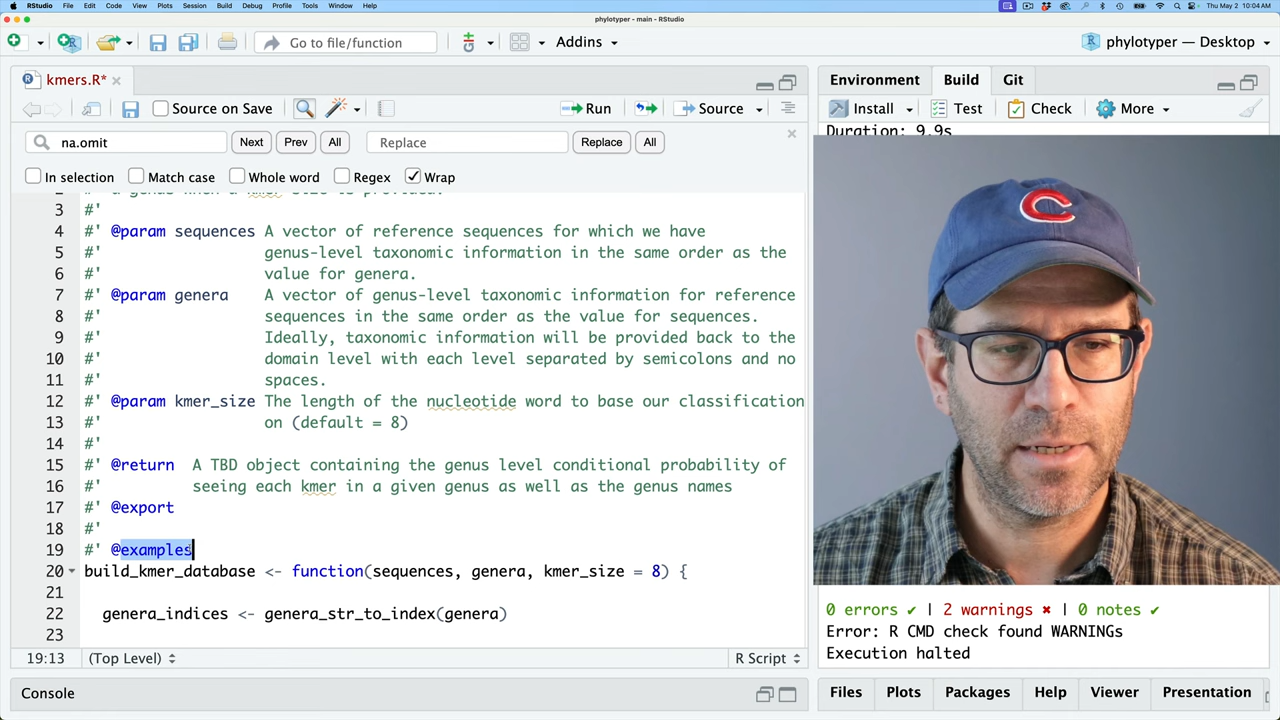 RStudio File Edit Code View Plots Session Build Debug Profile Tools Window Help Thu May 2 10:04 AM
phylotyper - main - RStudio
Go to file/function Addins phylotyper — Desktop
kmers.R* Environment Build Git
Source on Save Run Source Install Test Check More
Duration: 9.9s
na.omit Next Prev All Replace Replace All
In selection Match case Whole word Regex Wrap
3 #'
4 #' @param sequences A vector of reference sequences for which we have
5 #' genus-level taxonomic information in the same order as the
6 #' value for genera.
7 #' @param genera A vector of genus-level taxonomic information for reference
8 #' sequences in the same order as the value for sequences.
9 #' Ideally, taxonomic information will be provided back to the
10 #' domain level with each level separated by semicolons and no
11 #' spaces.
12 #' @param kmer_size The length of the nucleotide word to base our classification
13 #' on (default = 8)
14 #'
15 #' @return A TBD object containing the genus level conditional probability of
16 #' seeing each kmer in a given genus as well as the genus names
17 #' @export
18 #'
19 #' @examples
20 build_kmer_database <- function(sequences, genera, kmer_size = 8) {
21
22 genera_indices <- genera_str_to_index(genera)
23
0 errors ✔ | 2 warnings ✖ | 0 notes ✔
Error: R CMD check found WARNINGs
Execution halted
19:13 (Top Level) R Script
Console Files Plots Packages Help Viewer Presentation